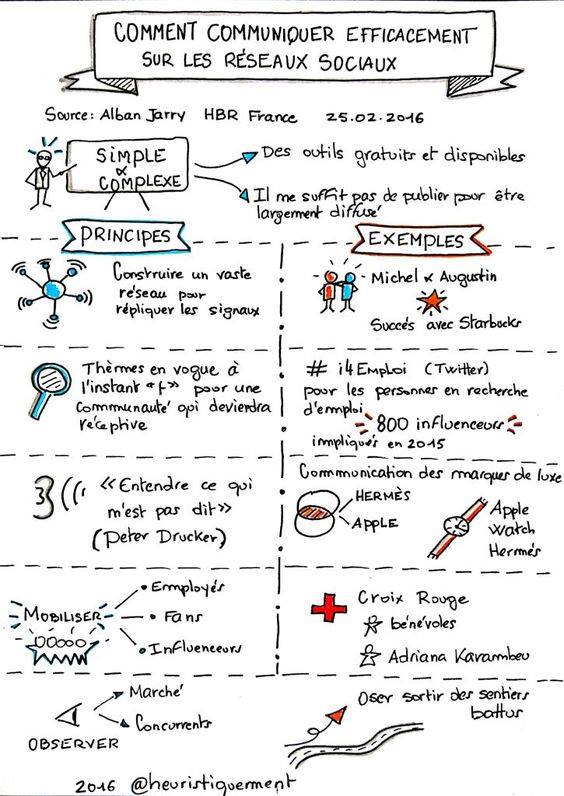 COMMENT COMMUNIQUER EFFICACEMENT
SUR LES RÉSEAUX SOCIAUX
Source: Alban Jarry HBR France 25.02.2016
SIMPLE
&
COMPLEXE
Des outils gratuits et disponibles
Il ne suffit pas de publier pour être
largement diffusé
PRINCIPES
Construire un vaste
réseau pour
répliquer les signaux
Thèmes en vogue à
l'instant "t" pour une
communauté qui deviendra
réceptive
«Entendre ce qui
n'est pas dit»
(Peter Drucker)
MOBILISER
• Employés
• Fans
• Influenceurs
OBSERVER
Marché
Concurrents
EXEMPLES
Michel & Augustin
Succès avec Starbucks
# i4Emploi (Twitter)
pour les personnes en recherche
d'emploi
800 influenceurs
impliqués en 2015
Communication des marques de luxe
HERMÈS
APPLE
Apple
Watch
Hermés
Croix Rouge
bénévoles
Adriana Karambeu
Oser sortir des sentiers
battus
2016 @heuristiquement